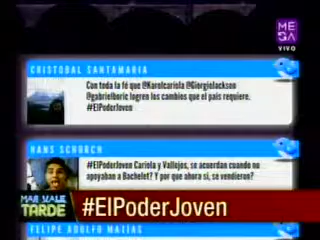 MEGA
VIVO
CRISTOBAL SANTAMARIA
Con toda la fé que @Karolcariola @Giorgiojackson
@gabrielboric logren los cambios que el país requiere.
#ElPoderJoven
HANS SCHURCH
#ElPoderJoven Cariola y Vallejos, se acuerdan cuando no
apoyaban a Bachelet? Y por que ahora si, se vendieron?
MAS VALE
TARDE
#ElPoderJoven
FELIPE ADOLFO MATÍAS